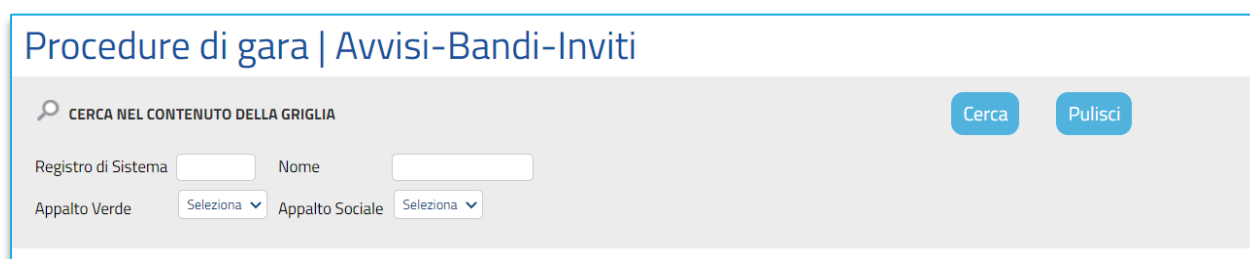 Procedure di gara | Avvisi-Bandi-Inviti
CERCA NEL CONTENUTO DELLA GRIGLIA Cerca Pulisci
Registro di Sistema Nome
Appalto Verde Seleziona Appalto Sociale Seleziona